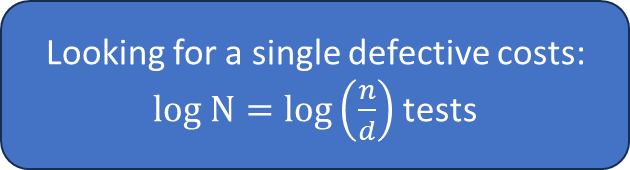 Looking for a single defective costs:
log N = log (n/d) tests